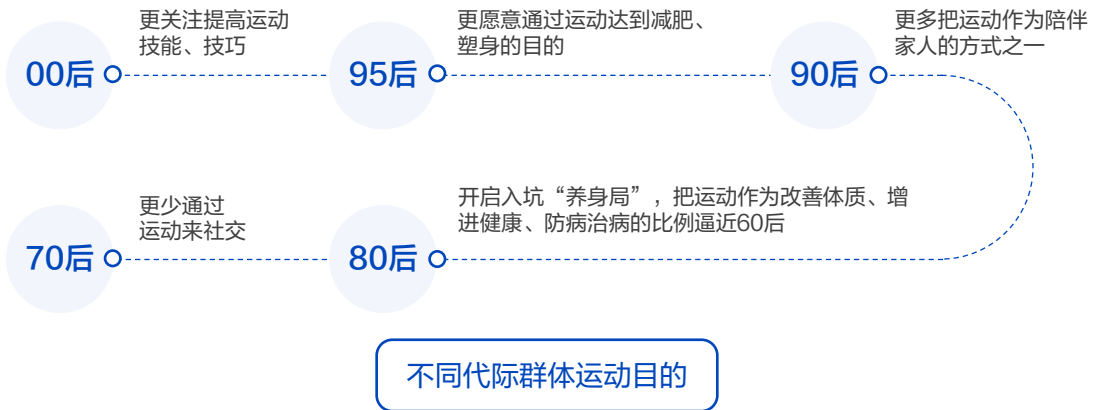 00后
更关注提高运动
技能、技巧
95后
更愿意通过运动达到减肥、
塑身的目的
90后
更多把运动作为陪伴
家人的方式之一
80后
开启入坑“养身局”，把运动作为改善体质、增
进健康、防病治病的比例逼近60后
70后
更少通过
运动来社交
不同代际群体运动目的